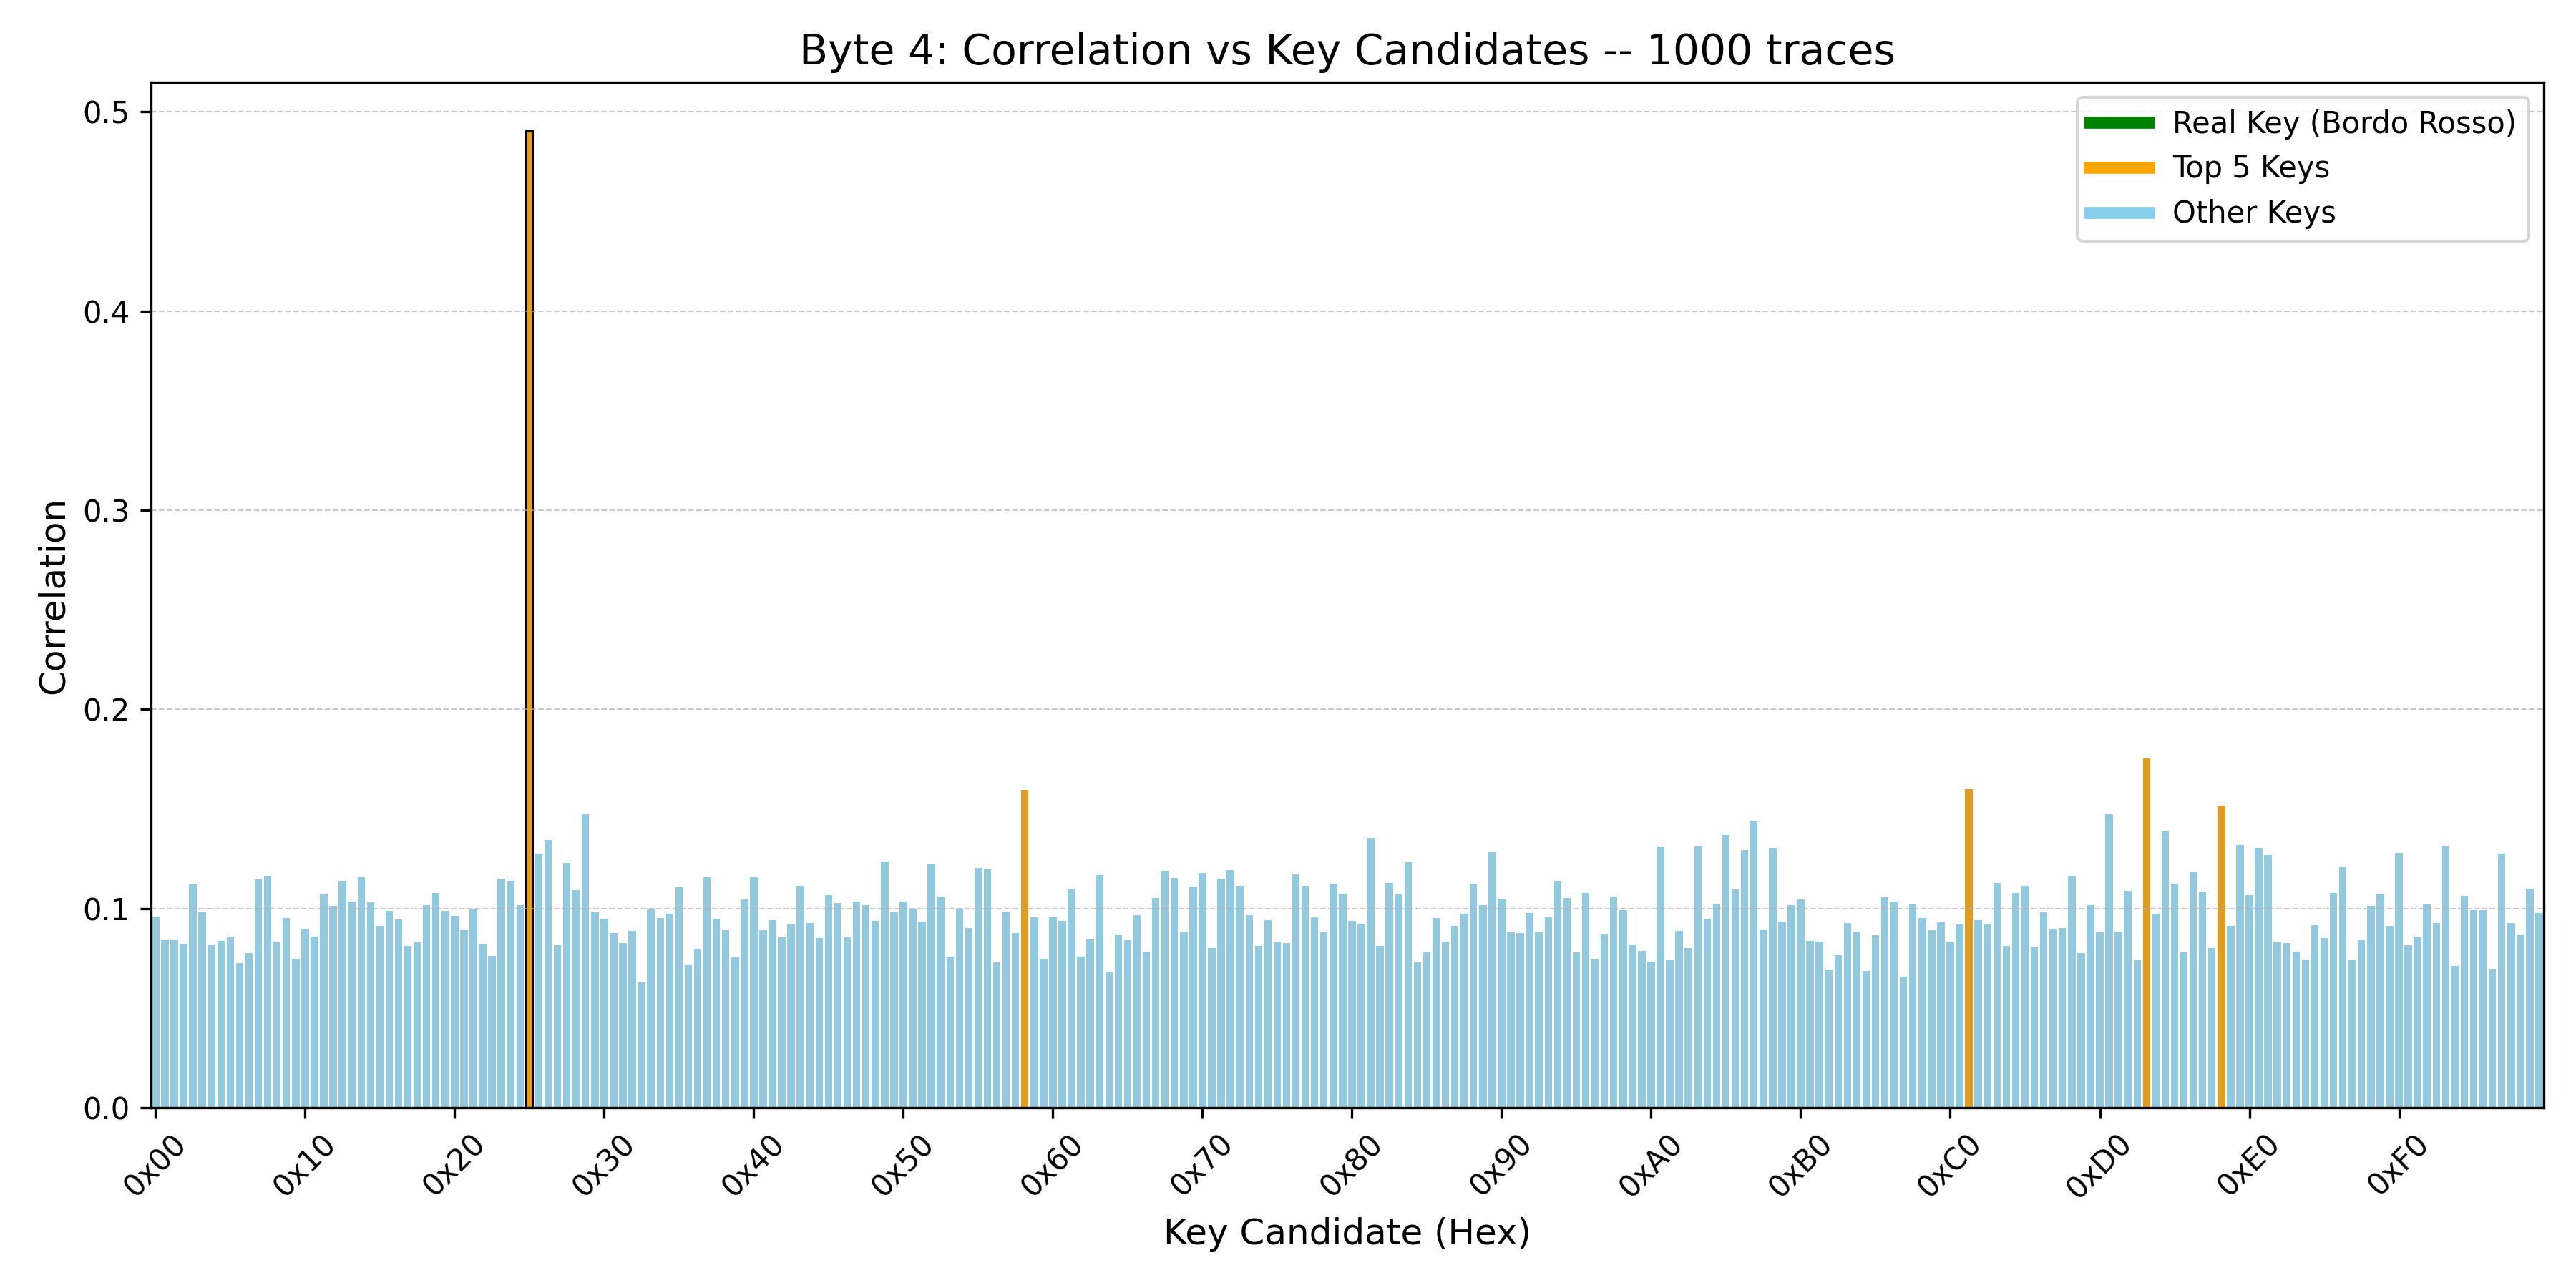 Byte 4: Correlation vs Key Candidates -- 1000 traces
Real Key (Bordo Rosso)
Top 5 Keys
Other Keys
Correlation
0.5
0.4
0.3
0.2
0.1
0.0
0x00 0x10 0x20 0x30 0x40 0x50 0x60 0x70 0x80 0x90 0xA0 0xB0 0xC0 0xD0 0xE0 0xF0
Key Candidate (Hex)